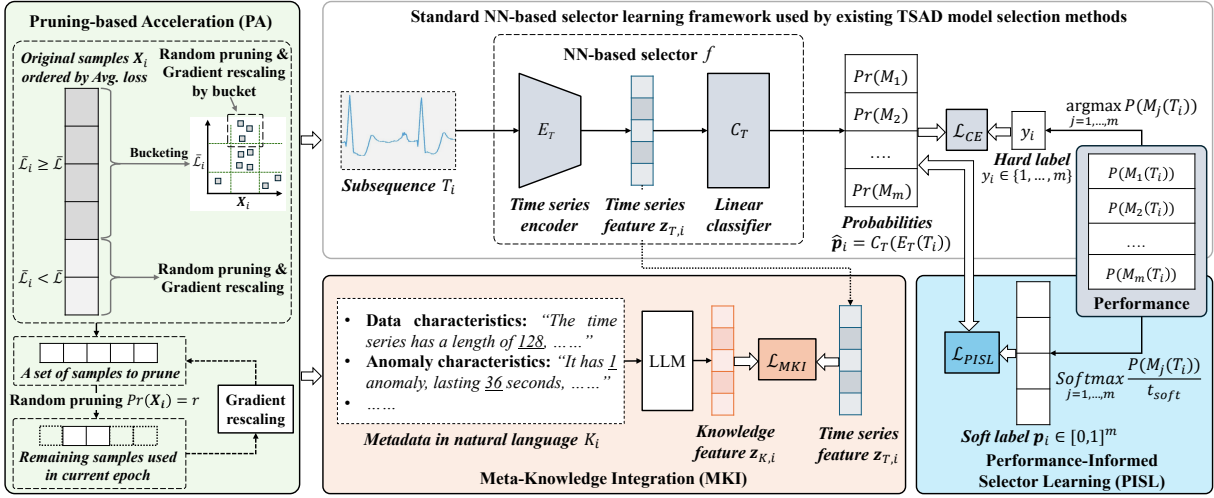 Pruning-based Acceleration (PA)
Original samples X_i
ordered by Avg. loss
Random pruning &
Gradient rescaling
by bucket
L̄_i ≥ L̄
Bucketing
L̄_i
X_i
L̄_i < L̄
Random pruning &
Gradient rescaling
A set of samples to prune
Random pruning Pr(X_i) = r
Gradient
rescaling
Remaining samples used
in current epoch
Standard NN-based selector learning framework used by existing TSAD model selection methods
NN-based selector f
Subsequence T_i
E_T
Time series
encoder
Time series
feature z_{T,i}
C_T
Linear
classifier
Pr(M_1)
Pr(M_2)
....
Pr(M_m)
Probabilities
p̂_i = C_T(E_T(T_i))
L_CE
y_i
Hard label
y_i ∈ {1, ..., m}
argmax P(M_j(T_i))
j=1,...,m
P(M_1(T_i))
P(M_2(T_i))
....
P(M_m(T_i))
Performance
• Data characteristics: “The time
series has a length of 128, ……”
• Anomaly characteristics: “It has 1
anomaly, lasting 36 seconds, ……”
• ……
Metadata in natural language K_i
LLM
Knowledge
feature z_{K,i}
L_MKI
Time series
feature z_{T,i}
Meta-Knowledge Integration (MKI)
L_PISL
Softmax P(M_j(T_i)) / t_soft
j=1,...,m
Soft label p_i ∈ [0,1]^m
Performance-Informed
Selector Learning (PISL)